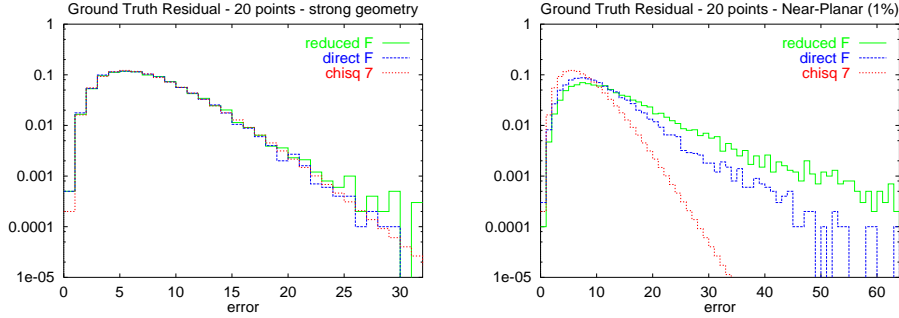 Ground Truth Residual - 20 points - strong geometry
reduced F
direct F
chisq 7
1
0.1
0.01
0.001
0.0001
1e-05
0 5 10 15 20 25 30
error
Ground Truth Residual - 20 points - Near-Planar (1%)
reduced F
direct F
chisq 7
1
0.1
0.01
0.001
0.0001
1e-05
0 10 20 30 40 50 60
error